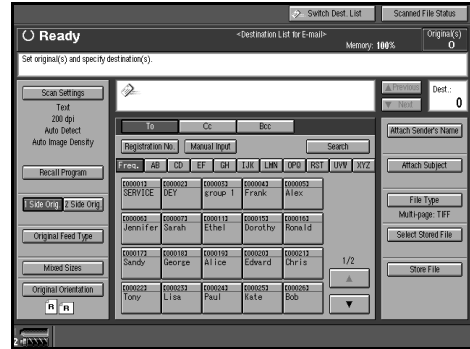 Switch Dest. List
Scanned File Status
Ready
<Destination List for E-mail>
Memory: 100%
Original(s)
0
Set original(s) and specify destination(s).
Scan Settings
Text
200 dpi
Auto Detect
Auto Image Density
Recall Program
1 Side Orig.
2 Side Orig.
Original Feed Type
Mixed Sizes
Original Orientation
R R
▲ Previous
▼ Next
Dest.:
0
To
Cc
Bcc
Registration No.
Manual Input
Search
Freq. AB CD EF GH IJK LMN OPQ RST UVW XYZ
[00001] [00002] [00003] [00004] [00005]
SERVICE DEY group 1 Frank Alex
[00006] [00007] [00011] [00015] [00016]
Jennifer Sarah Ethel Dorothy Ronald
[00017] [00018] [00019] [00020] [00021]
Sandy George Alice Edward Chris
[00022] [00023] [00024] [00025] [00026]
Tony Lisa Paul Kate Bob
1/2
▲
▼
Attach Sender's Name
Attach Subject
File Type
Multi-page: TIFF
Select Stored File
Store File